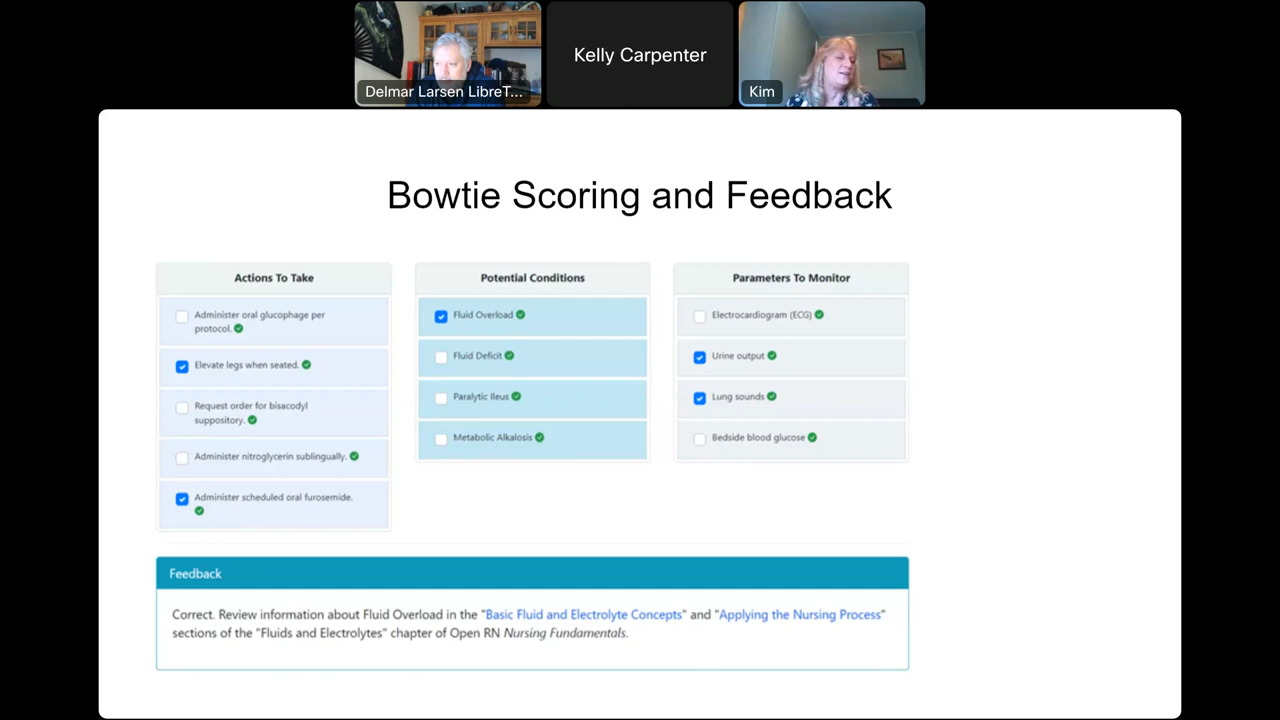 Delmar Larsen LibreT...
Kelly Carpenter
Kim
Bowtie Scoring and Feedback
Actions To Take
Administer oral glucophage per
protocol.
Elevate legs when seated.
Request order for bisacodyl
suppository.
Administer nitroglycerin sublingually.
Administer scheduled oral furosemide.
Potential Conditions
Fluid Overload
Fluid Deficit
Paralytic Ileus
Metabolic Alkalosis
Parameters To Monitor
Electrocardiogram (ECG)
Urine output
Lung sounds
Bedside blood glucose
Feedback
Correct. Review information about Fluid Overload in the "Basic Fluid and Electrolyte Concepts" and "Applying the Nursing Process"
sections of the "Fluids and Electrolytes" chapter of Open RN Nursing Fundamentals.